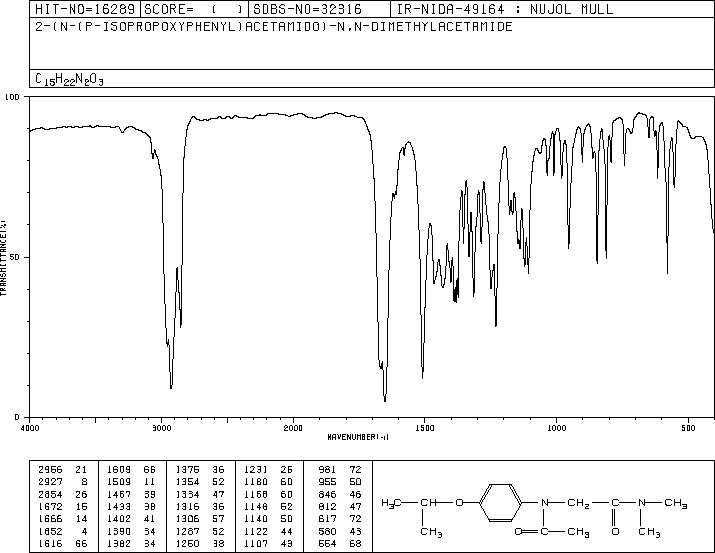 HIT-NO=16289 SCORE= ( ) SDBS-NO=32316 IR-NIDA-49164 : NUJOL MULL
2-(N-(P-ISOPROPOXYPHENYL)ACETAMIDO)-N,N-DIMETHYLACETAMIDE
C15H22N2O3
100
50
0
TRANSMITTANCE(%)
4000 3000 2000 1500 1000 500
WAVENUMBER(-1)
2956 21 1609 66 1376 36 1231 26 981 72
2927 8 1509 11 1354 52 1180 60 955 50
2854 26 1467 39 1334 47 1168 60 846 46
1672 15 1433 38 1316 36 1148 52 812 47
1666 14 1402 41 1306 57 1140 50 617 72
1652 4 1390 34 1287 52 1122 44 580 43
1616 66 1382 34 1250 38 1107 43 554 68
H3C CH O N CH2 C N CH3
CH3 O C CH3 O CH3